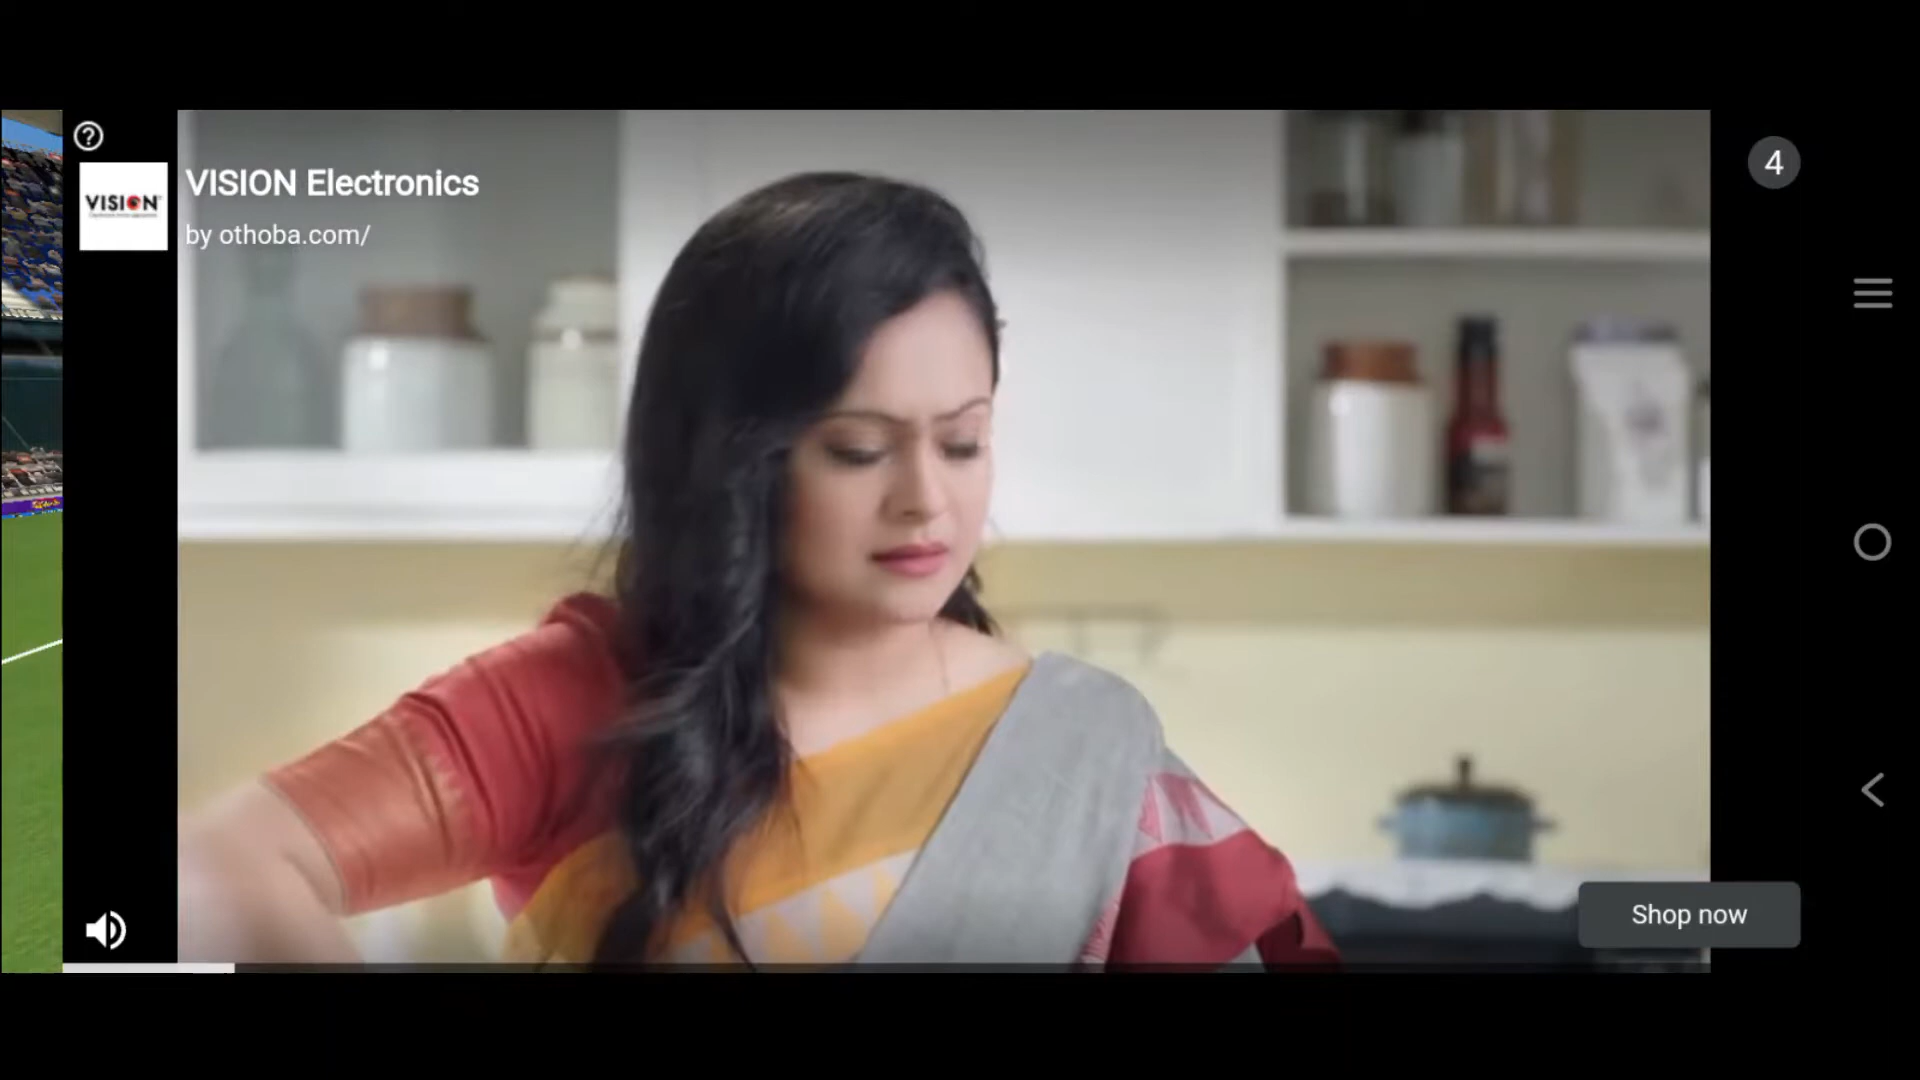 VISION Electronics
by othoba.com/
VISION
4
Shop now